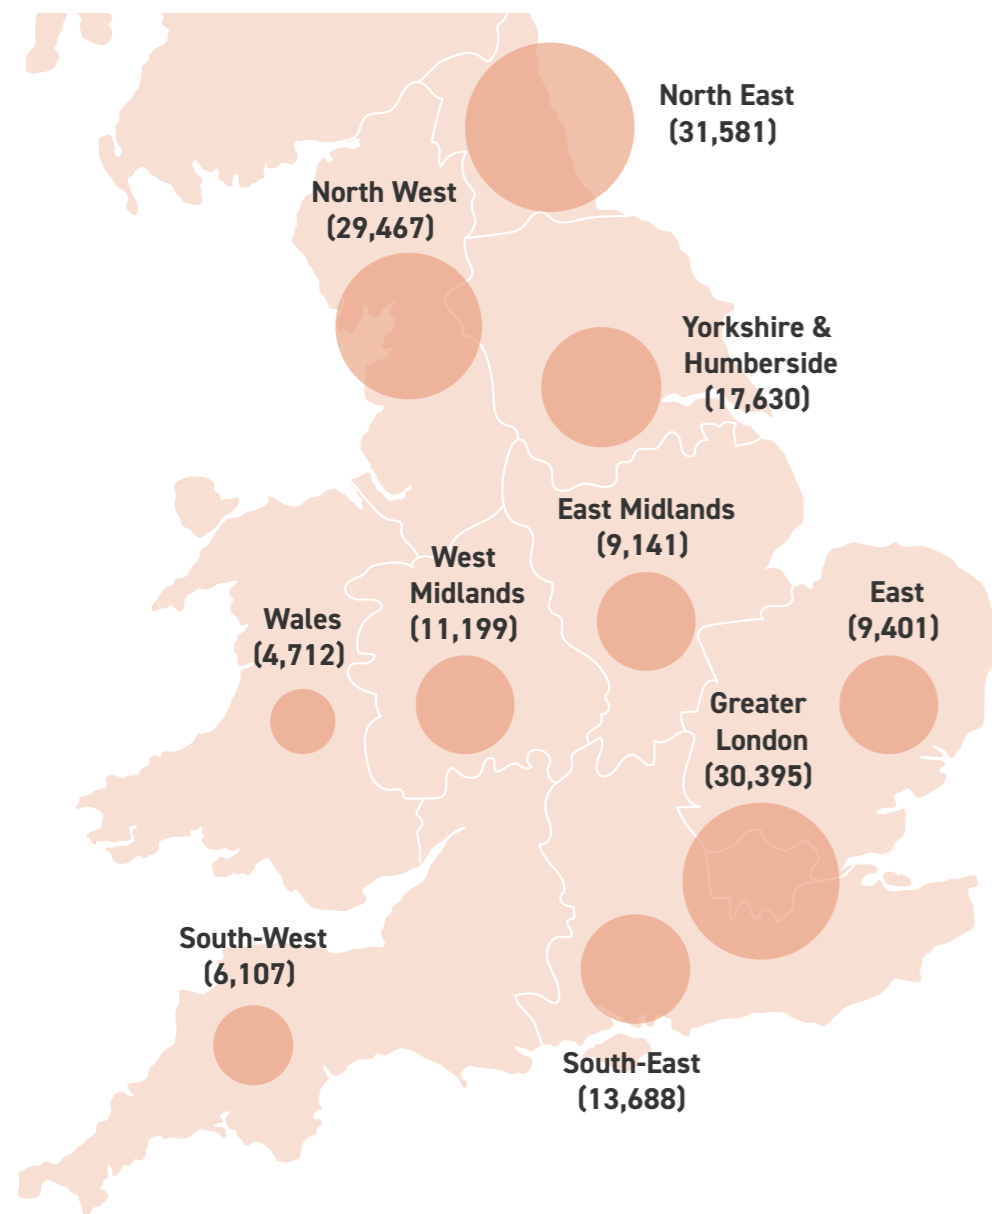 North East
(31,581)
North West
(29,467)
Yorkshire &
Humberside
(17,630)
East Midlands
(9,141)
West
Midlands
(11,199)
East
(9,401)
Wales
(4,712)
Greater
London
(30,395)
South-West
(6,107)
South-East
(13,688)